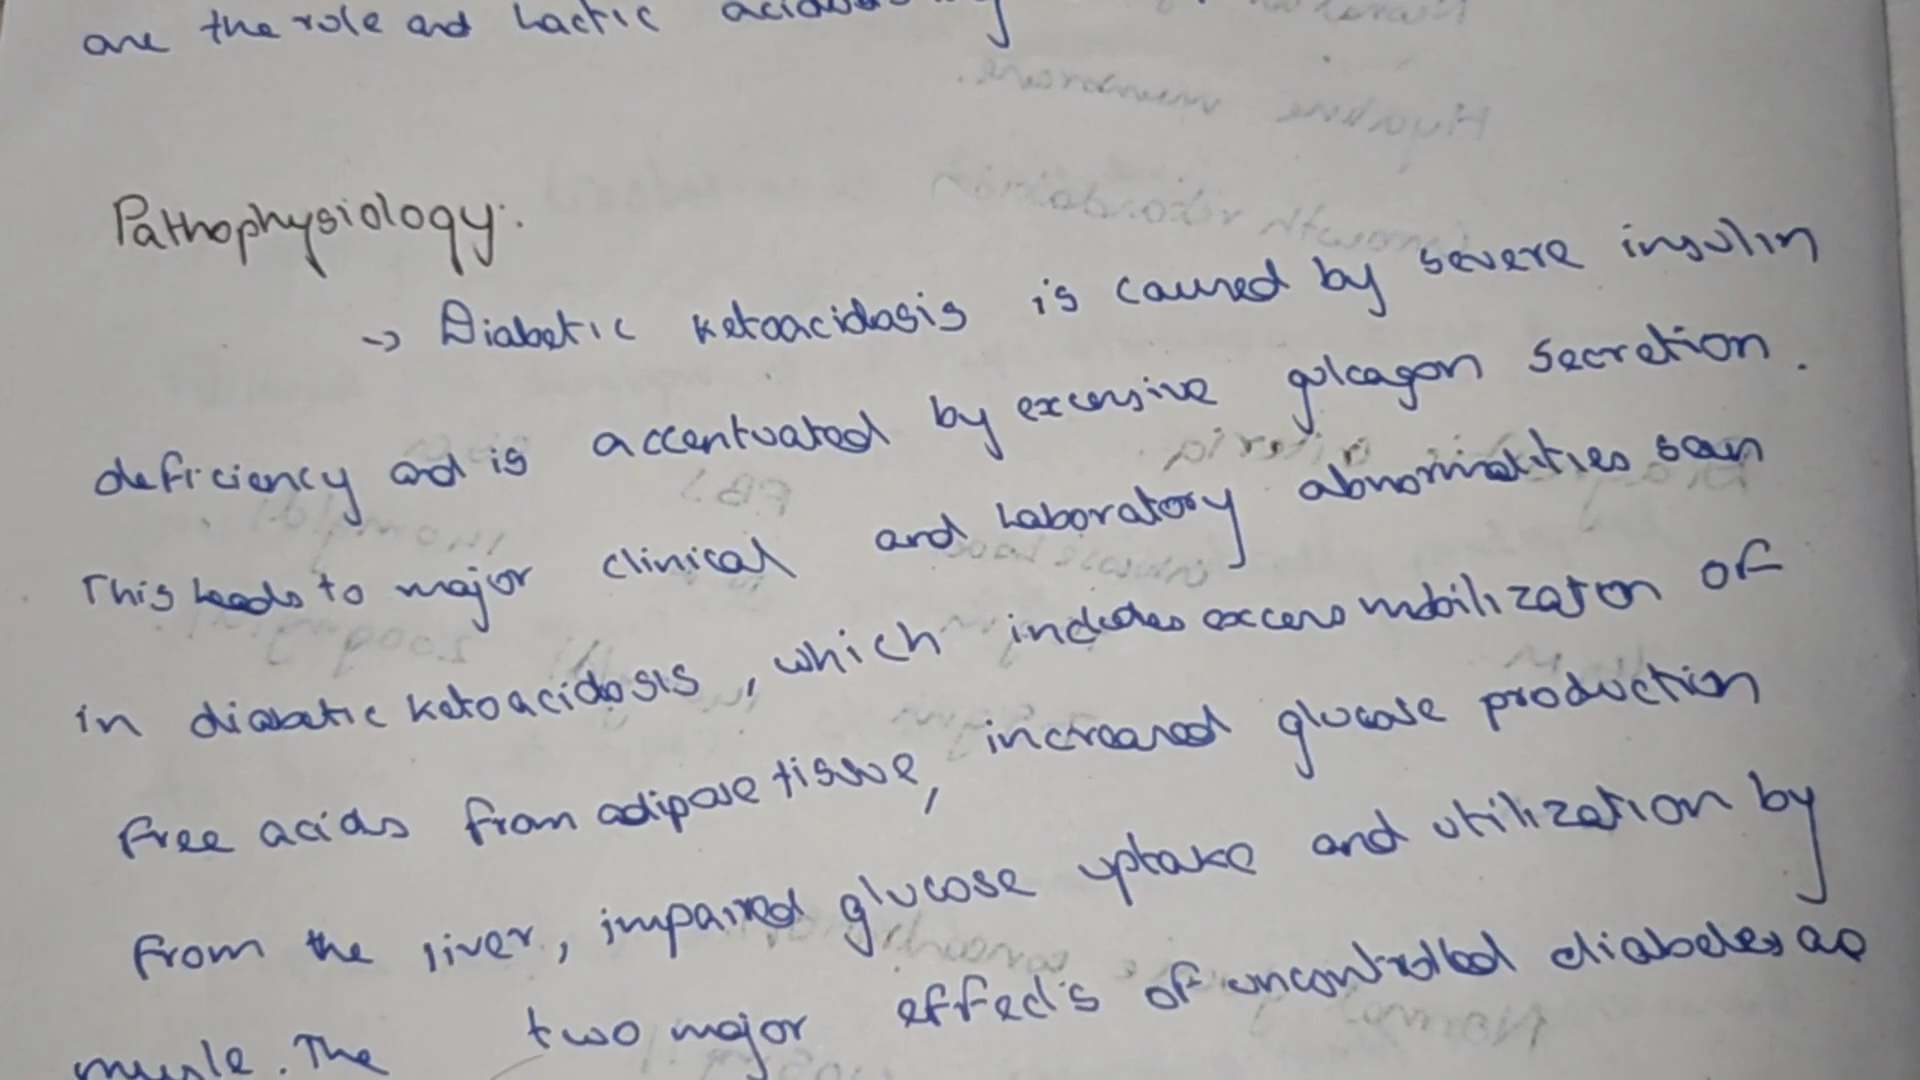 are the role and Lactic
Pathophysiology:
→ Diabetic ketoacidosis is caused by severe insulin
deficiency and is accentuated by excessive gulcagon secretion.
This leads to major clinical and Laboratory abnormalities seen
in diabetic ketoacidosis, which includes excess mobilization of
free acids from adipose tissue, increased glucose production
from the liver, impaired glucose uptake and utilization by
musle. The two major effects of uncontrolled diabetes as